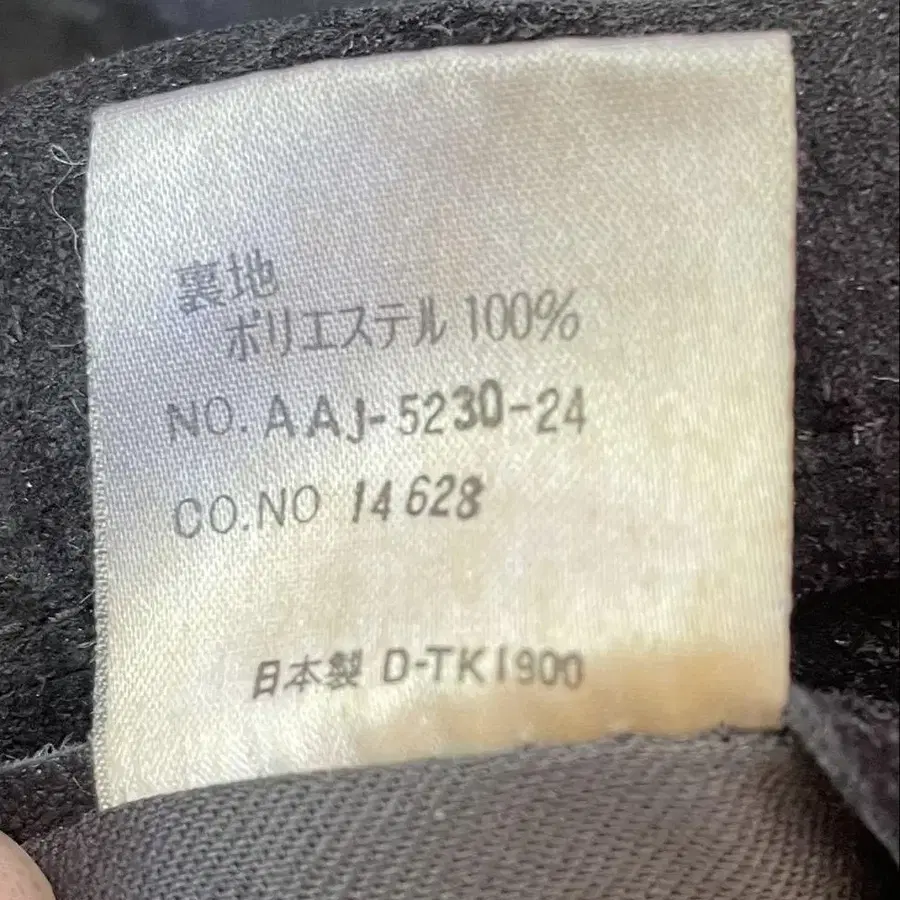 裏地
ポリエステル 100%
NO. AAJ-5230-24
CO.NO 14628
日本製 D-TK1900